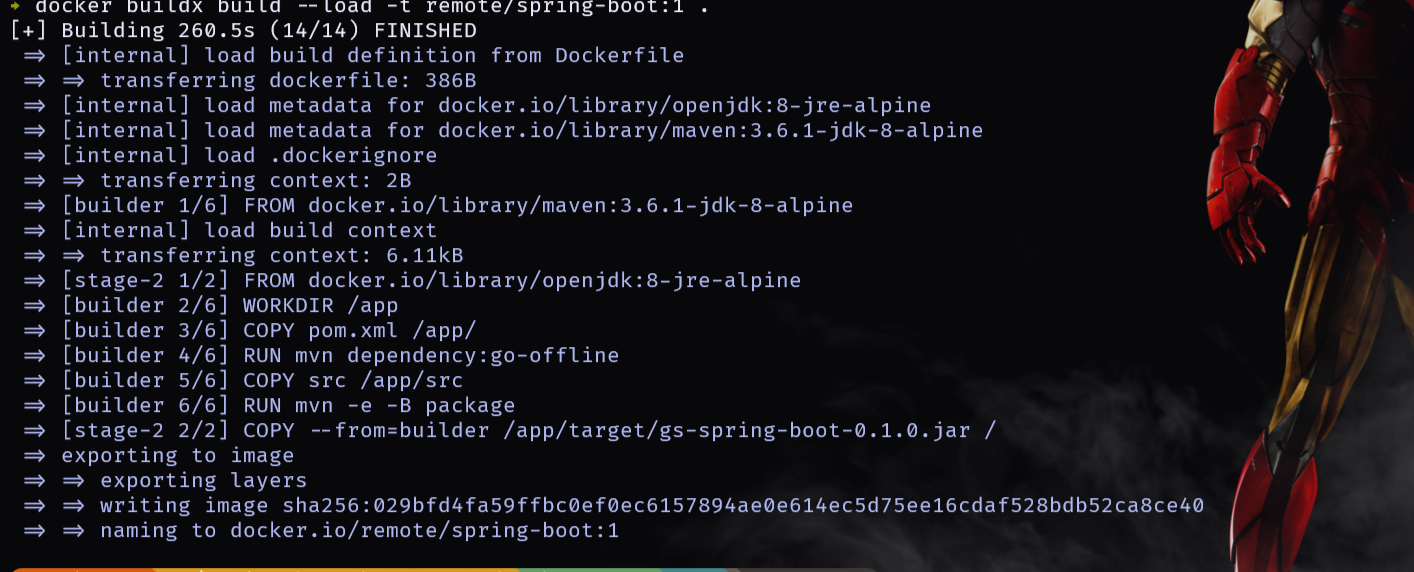 ➜ docker buildx build --load -t remote/spring-boot:1 .
[+] Building 260.5s (14/14) FINISHED
=> [internal] load build definition from Dockerfile
=> => transferring dockerfile: 386B
=> [internal] load metadata for docker.io/library/openjdk:8-jre-alpine
=> [internal] load metadata for docker.io/library/maven:3.6.1-jdk-8-alpine
=> [internal] load .dockerignore
=> => transferring context: 2B
=> [builder 1/6] FROM docker.io/library/maven:3.6.1-jdk-8-alpine
=> [internal] load build context
=> => transferring context: 6.11kB
=> [stage-2 1/2] FROM docker.io/library/openjdk:8-jre-alpine
=> [builder 2/6] WORKDIR /app
=> [builder 3/6] COPY pom.xml /app/
=> [builder 4/6] RUN mvn dependency:go-offline
=> [builder 5/6] COPY src /app/src
=> [builder 6/6] RUN mvn -e -B package
=> [stage-2 2/2] COPY --from=builder /app/target/gs-spring-boot-0.1.0.jar /
=> exporting to image
=> => exporting layers
=> => writing image sha256:029bfd4fa59ffbc0ef0ec6157894ae0e614ec5d75ee16cdaf528bdb52ca8ce40
=> => naming to docker.io/remote/spring-boot:1